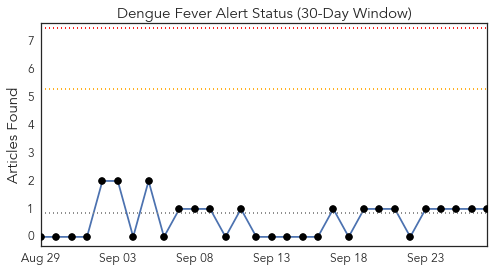 Dengue Fever Alert Status (30-Day Window)
Articles Found
7
6
5
4
3
2
1
0
Aug 29 Sep 03 Sep 08 Sep 13 Sep 18 Sep 23